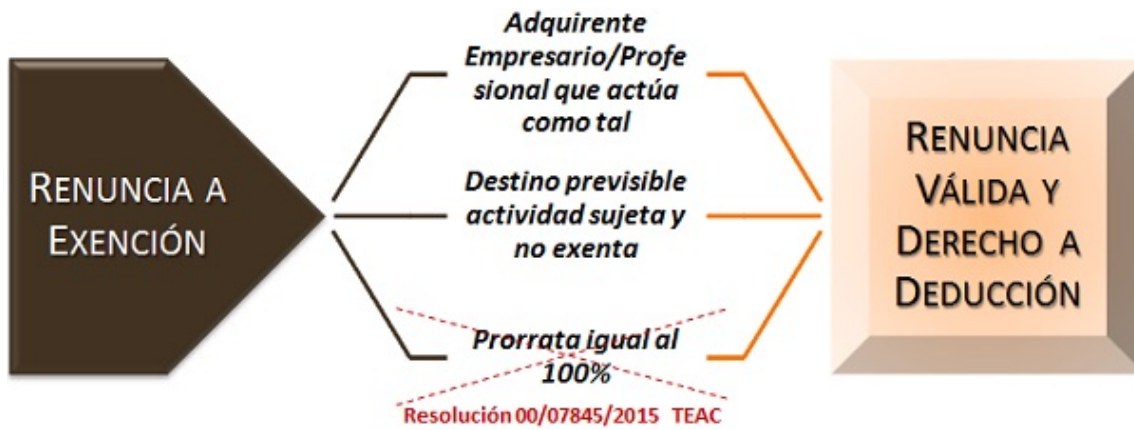 RENUNCIA A
EXENCIÓN
Adquirente
Empresario/Profe
sional que actúa
como tal
Destino previsible
actividad sujeta y
no exenta
Prorrata igual al
100%
Resolución 00/07845/2015 TEAC
RENUNCIA
VÁLIDA Y
DERECHO A
DEDUCCIÓN